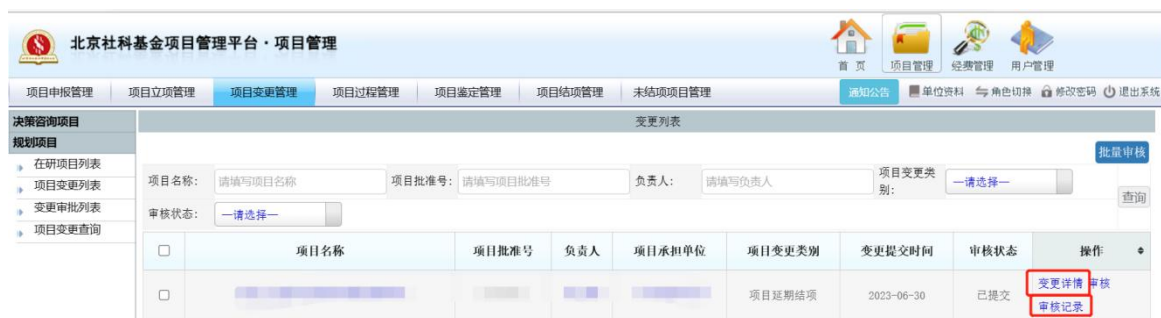 北京社科基金项目管理平台·项目管理
首 页 项目管理 经费管理 用户管理
项目申报管理 项目立项管理 项目变更管理 项目过程管理 项目鉴定管理 项目结项管理 未结项项目管理 通知公告 单位资料 角色切换 修改密码 退出系统
决策咨询项目
规划项目
在研项目列表
项目变更列表
变更审批列表
项目变更查询
变更列表
批量审核
项目名称: 请填写项目名称 项目批准号: 请填写项目批准号 负责人: 请填写负责人 项目变更类别: —请选择—
查询
审核状态: —请选择—
项目名称 项目批准号 负责人 项目承担单位 项目变更类别 变更提交时间 审核状态 操作
项目延期结项 2023-06-30 已提交 变更详情 审核
审核记录